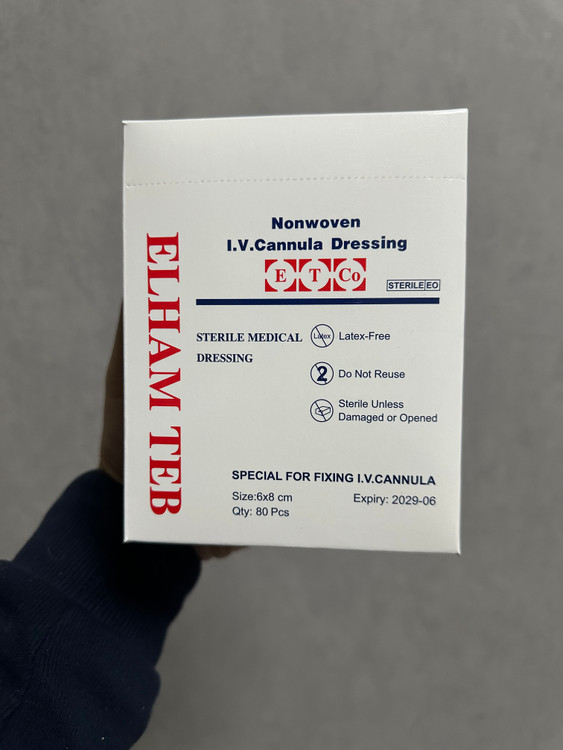 Nonwoven
I.V.Cannula Dressing
E T Co
STERILE EO
ELHAM TEB
STERILE MEDICAL
DRESSING
Latex
Latex-Free
2
Do Not Reuse
Sterile Unless
Damaged or Opened
SPECIAL FOR FIXING I.V.CANNULA
Size:6x8 cm
Expiry: 2029-06
Qty: 80 Pcs